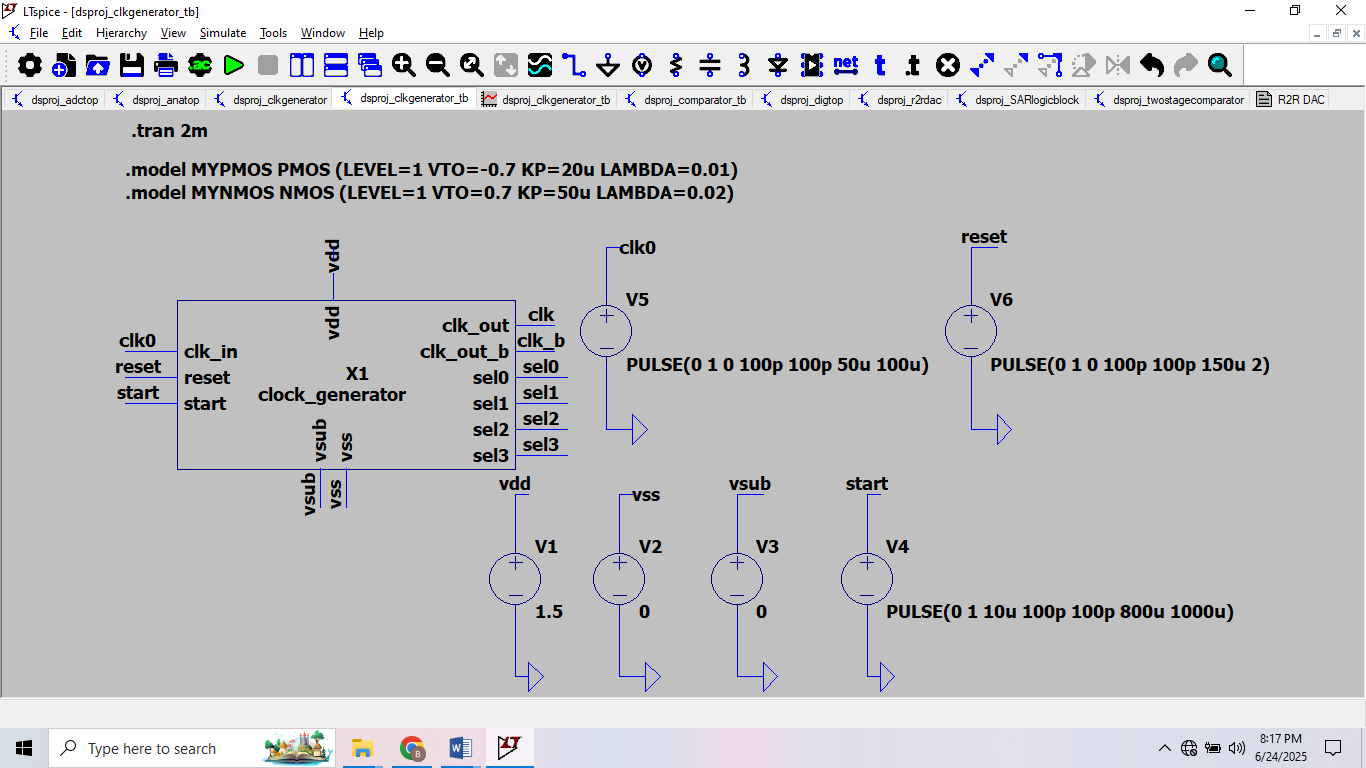 LTspice - [dsproj_clkgenerator_tb]
File Edit Hierarchy View Simulate Tools Window Help
.ac
net t .t
dsproj_adctop dsproj_anatop dsproj_clkgenerator dsproj_clkgenerator_tb dsproj_clkgenerator_tb dsproj_comparator_tb dsproj_digtop dsproj_r2rdac dsproj_SARlogicblock dsproj_twostagecomparator R2R DAC
.tran 2m
.model MYPMOS PMOS (LEVEL=1 VTO=-0.7 KP=20u LAMBDA=0.01)
.model MYNMOS NMOS (LEVEL=1 VTO=0.7 KP=50u LAMBDA=0.02)
vdd
vdd
clk0
reset
start
clk_in
reset
start
X1
clock_generator
vsub
vss
vsub
vss
clk_out
clk_out_b
sel0
sel1
sel2
sel3
clk
clk_b
sel0
sel1
sel2
sel3
clk0
V5
PULSE(0 1 0 100p 100p 50u 100u)
reset
V6
PULSE(0 1 0 100p 100p 150u 2)
vdd
V1
1.5
vss
V2
0
vsub
V3
0
start
V4
PULSE(0 1 10u 100p 100p 800u 1000u)
Type here to search
8:17 PM
6/24/2025